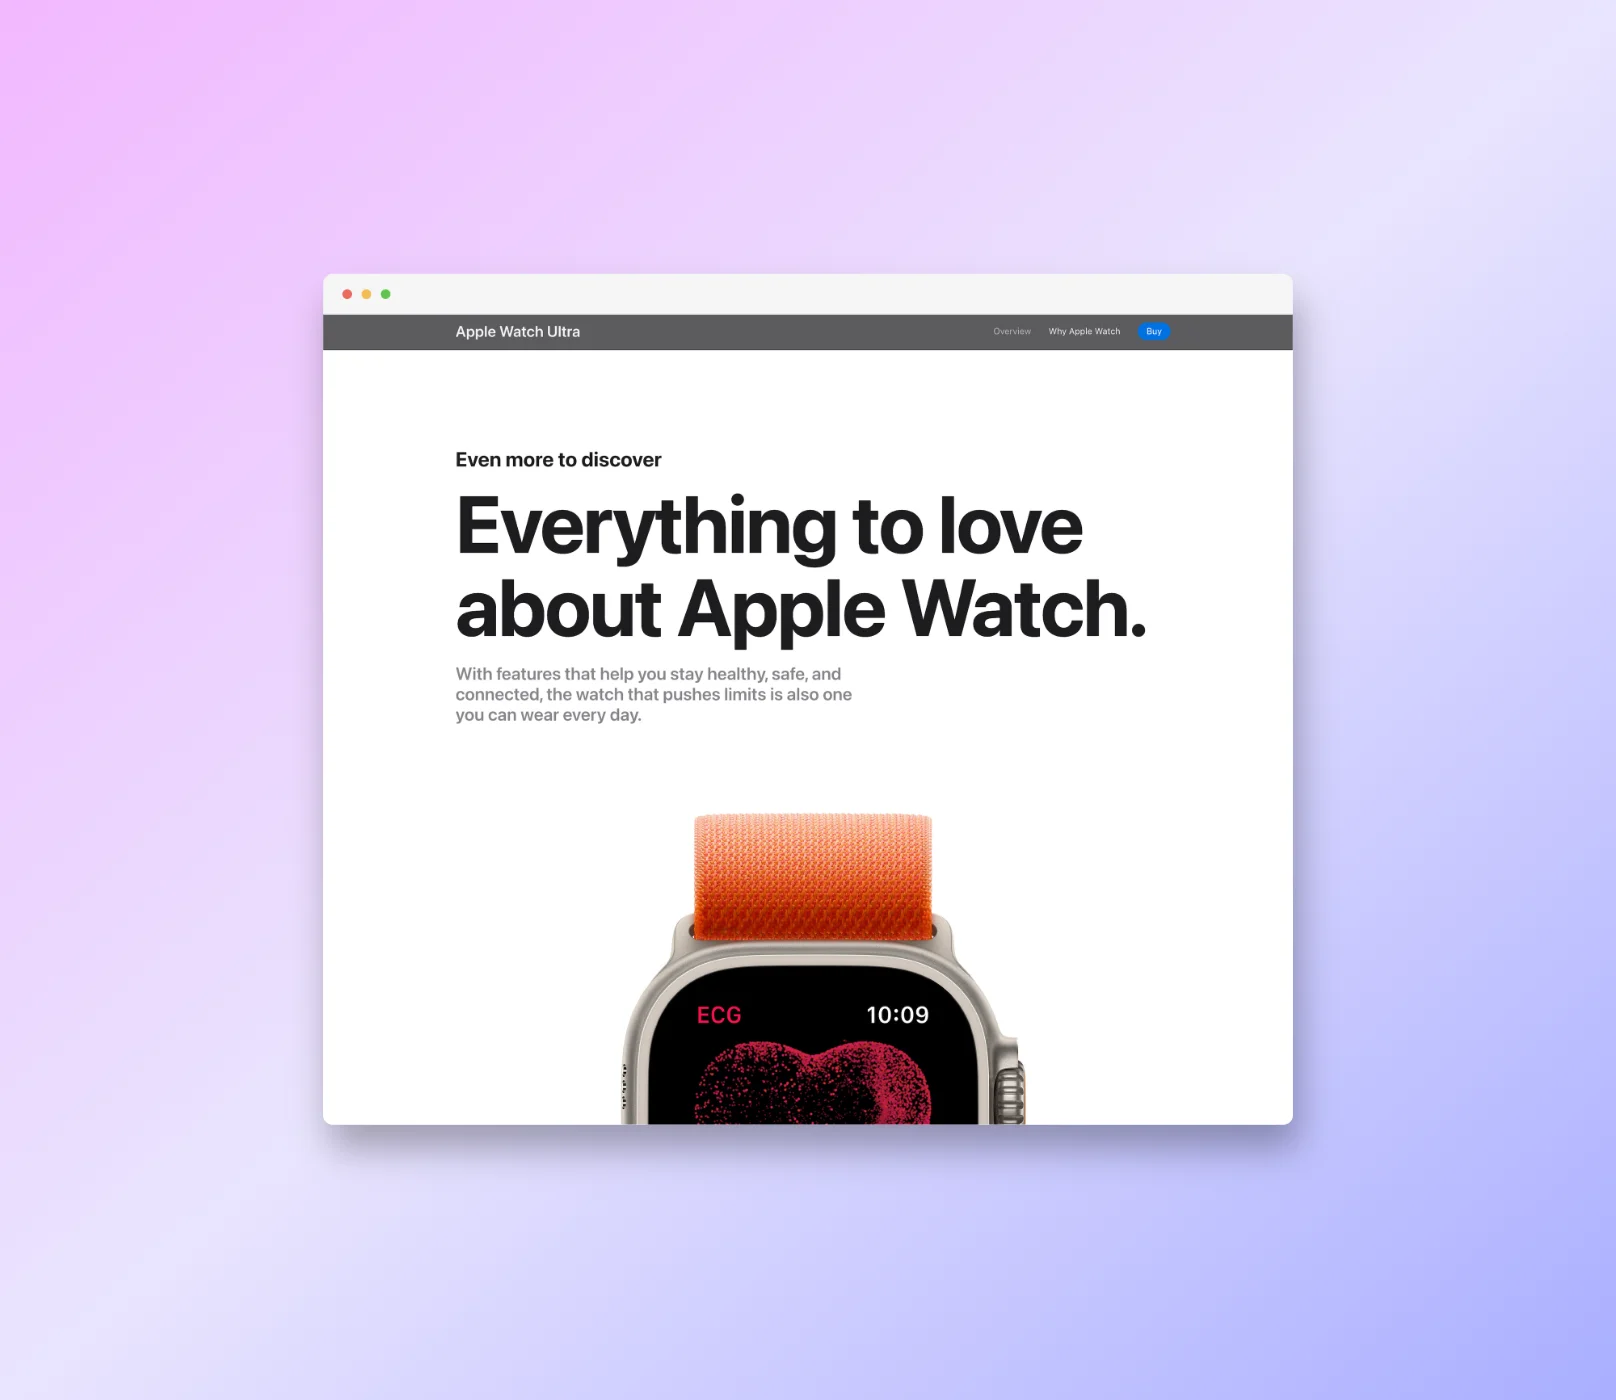 Apple Watch Ultra
Overview
Why Apple Watch
Buy
Even more to discover
Everything to love
about Apple Watch.
With features that help you stay healthy, safe, and
connected, the watch that pushes limits is also one
you can wear every day.
ECG
10:09